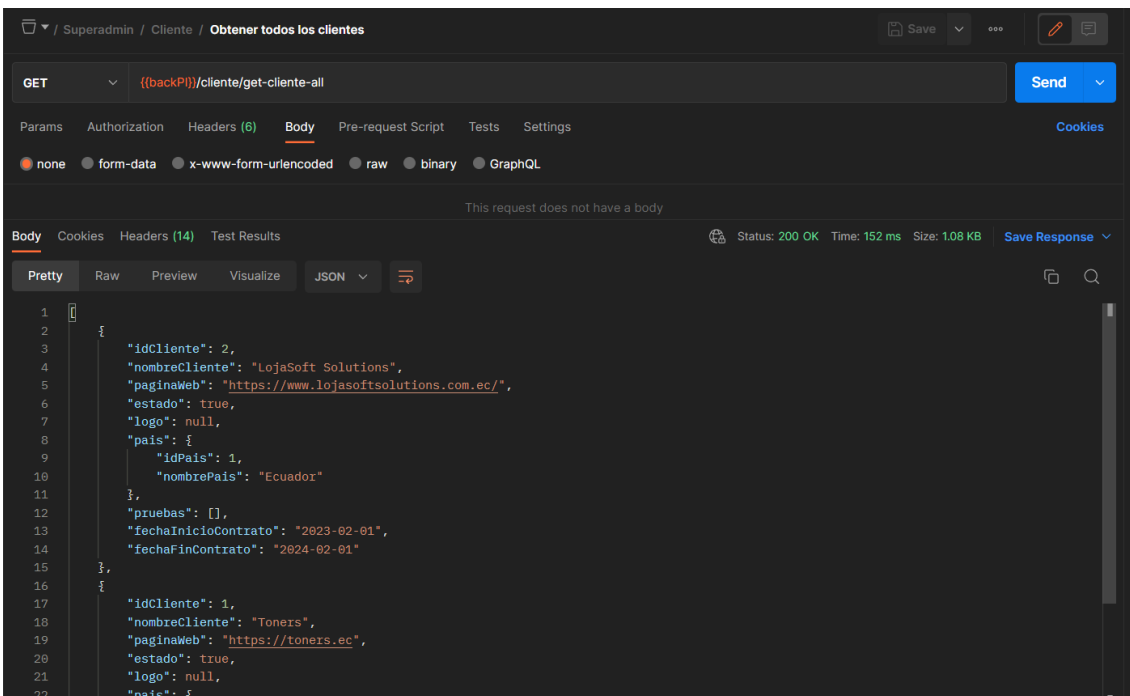 / Superadmin / Cliente / Obtener todos los clientes
Save
GET {{backPI}}/cliente/get-cliente-all Send
Params Authorization Headers (6) Body Pre-request Script Tests Settings Cookies
none form-data x-www-form-urlencoded raw binary GraphQL
This request does not have a body
Body Cookies Headers (14) Test Results Status: 200 OK Time: 152 ms Size: 1.08 KB Save Response
Pretty Raw Preview Visualize JSON
1 [
2 {
3 "idCliente": 2,
4 "nombreCliente": "LojaSoft Solutions",
5 "paginaWeb": "https://www.lojasoftsolutions.com.ec/",
6 "estado": true,
7 "logo": null,
8 "pais": {
9 "idPais": 1,
10 "nombrePais": "Ecuador"
11 },
12 "pruebas": [],
13 "fechaInicioContrato": "2023-02-01",
14 "fechaFinContrato": "2024-02-01"
15 },
16 {
17 "idCliente": 1,
18 "nombreCliente": "Toners",
19 "paginaWeb": "https://toners.ec",
20 "estado": true,
21 "logo": null,
22 "pais": {